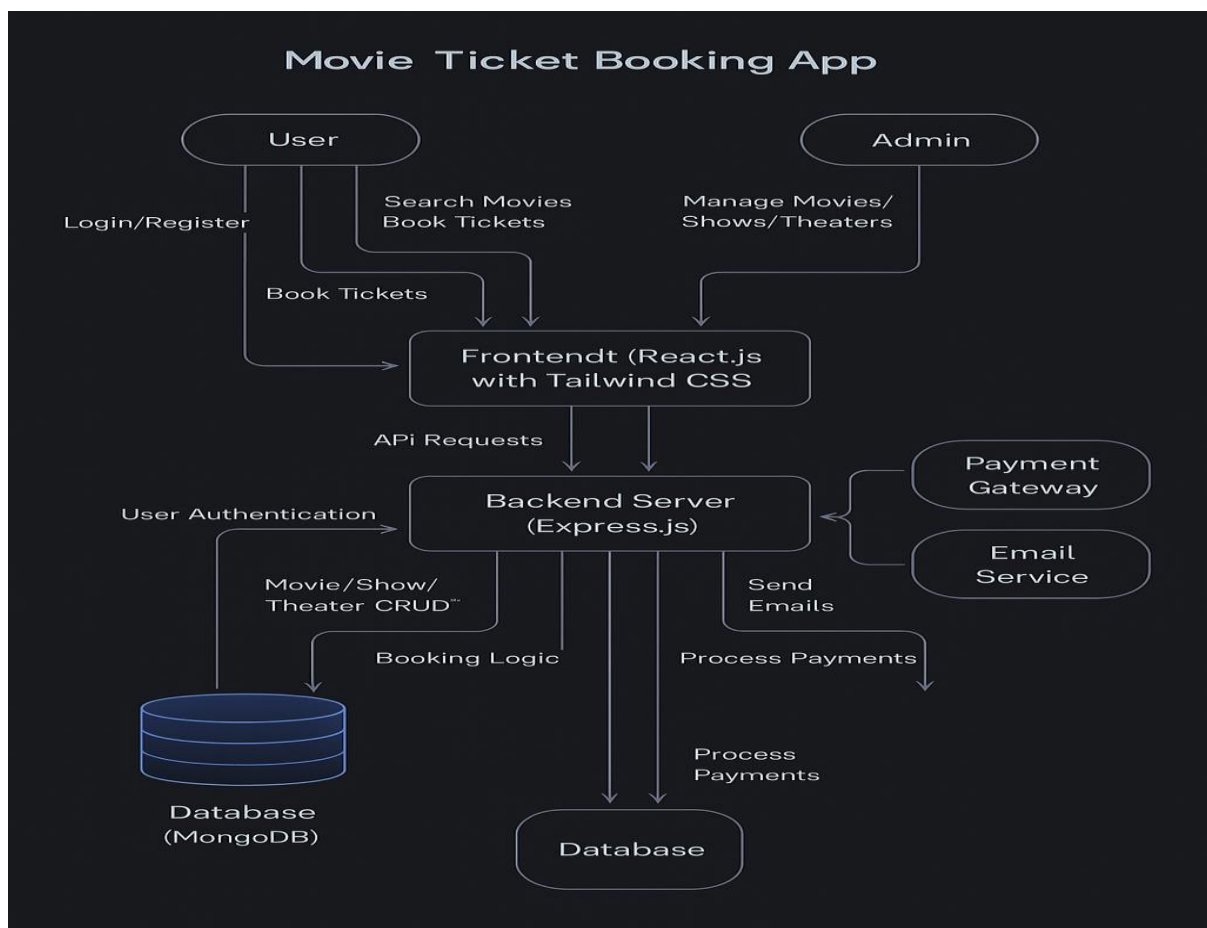 Movie Ticket Booking App
User
Admin
Login/Register
Search Movies
Book Tickets
Manage Movies/
Shows/Theaters
Book Tickets
Frontendt (React.js
with Tailwind CSS
APi Requests
Payment
Gateway
Backend Server
(Express.js)
User Authentication
Email
Service
Movie/Show/
Theater CRUD
Send
Emails
Booking Logic
Process Payments
Process
Payments
Database
(MongoDB)
Database